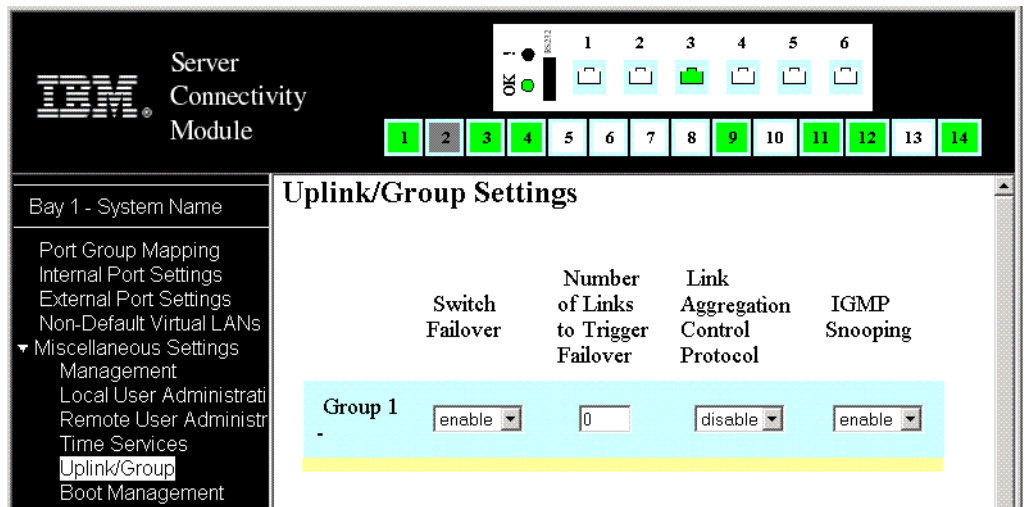 IBM®
Server
Connectivity
Module
OK
!
RS232
1 2 3 4 5 6
1 2 3 4 5 6 7 8 9 10 11 12 13 14
Bay 1 - System Name
Port Group Mapping
Internal Port Settings
External Port Settings
Non-Default Virtual LANs
Miscellaneous Settings
Management
Local User Administrati
Remote User Administr
Time Services
Uplink/Group
Boot Management
Uplink/Group Settings
Switch
Failover
Number
of Links
to Trigger
Failover
Link
Aggregation
Control
Protocol
IGMP
Snooping
Group 1
-
enable
0
disable
enable